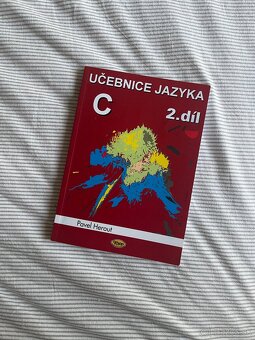 UČEBNICE JAZYKA
C
2.díl
Pavel Herout